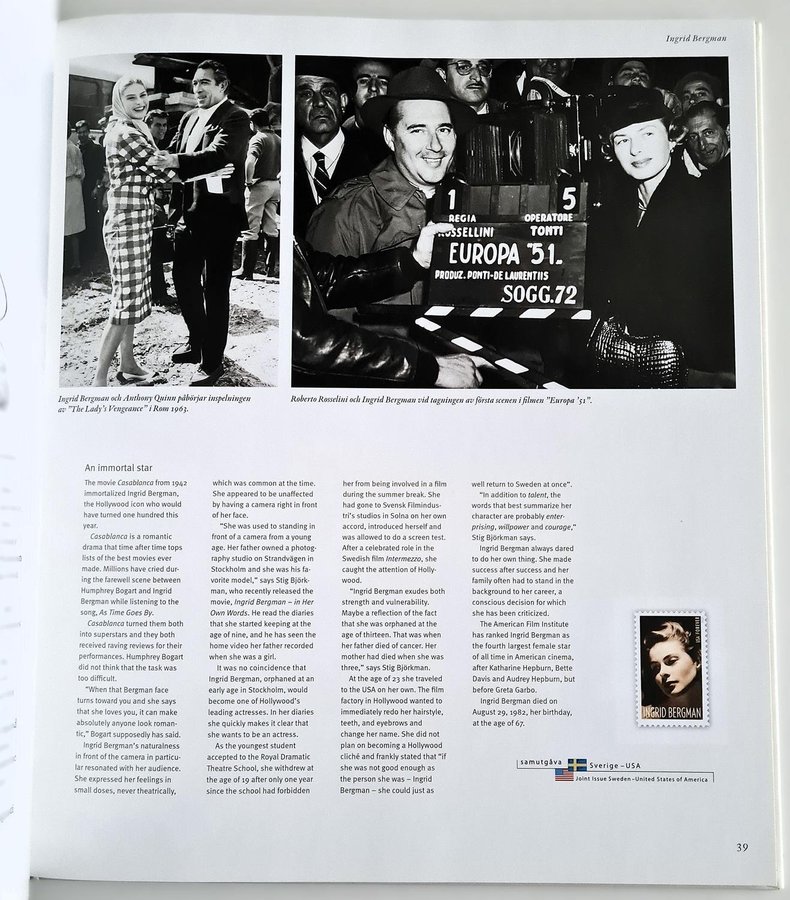 Ingrid Bergman
1
5
REGIA
OPERATORE
ROSSELLINI
TONTI
EUROPA '51.
PRODUZ. PONTI-DE LAURENTIIS
SOGG.72
Ingrid Bergman och Anthony Quinn påbörjar inspelningen
av "The Lady's Vengeance" i Rom 1963.
Roberto Rosselini och Ingrid Bergman vid tagningen av första scenen i filmen "Europa '51".
An immortal star
The movie Casablanca from 1942
immortalized Ingrid Bergman,
the Hollywood icon who would
have turned one hundred this
year.
Casablanca is a romantic
drama that time after time tops
lists of the best movies ever
made. Millions have cried dur-
ing the farewell scene between
Humphrey Bogart and Ingrid
Bergman while listening to the
song, As Time Goes By.
Casablanca turned them both
into superstars and they both
received raving reviews for their
performances. Humphrey Bogart
did not think that the task was
too difficult.
"When that Bergman face
turns toward you and she says
that she loves you, it can make
absolutely anyone look roman-
tic," Bogart supposedly has said.
Ingrid Bergman's naturalness
in front of the camera in particu-
lar resonated with her audience.
She expressed her feelings in
small doses, never theatrically,
which was common at the time.
She appeared to be unaffected
by having a camera right in front
of her face.
"She was used to standing in
front of a camera from a young
age. Her father owned a photog-
raphy studio on Strandvägen in
Stockholm and she was his fa-
vorite model," says Stig Björk-
man, who recently released the
movie, Ingrid Bergman – in Her
Own Words. He read the diaries
that she started keeping at the
age of nine, and he has seen the
home video her father recorded
when she was a girl.
It was no coincidence that
Ingrid Bergman, orphaned at an
early age in Stockholm, would
become one of Hollywood's
leading actresses. In her diaries
she quickly makes it clear that
she wants to be an actress.
As the youngest student
accepted to the Royal Dramatic
Theatre School, she withdrew at
the age of 19 after only one year
since the school had forbidden
her from being involved in a film
during the summer break. She
had gone to Svensk Filmindus-
tri's studios in Solna on her own
accord, introduced herself and
was allowed to do a screen test.
After a celebrated role in the
Swedish film Intermezzo, she
caught the attention of Holly-
wood.
"Ingrid Bergman exudes both
strength and vulnerability.
Maybe a reflection of the fact
that she was orphaned at the
age of thirteen. That was when
her father died of cancer. Her
mother had died when she was
three," says Stig Björkman.
At the age of 23 she traveled
to the USA on her own. The film
factory in Hollywood wanted to
immediately redo her hairstyle,
teeth, and eyebrows and
change her name. She did not
plan on becoming a Hollywood
cliché and frankly stated that "if
she was not good enough as
the person she was – Ingrid
Bergman – she could just as
well return to Sweden at once".
"In addition to talent, the
words that best summarize her
character are probably enter-
prising, willpower and courage,"
Stig Björkman says.
Ingrid Bergman always dared
to do her own thing. She made
success after success and her
family often had to stand in the
background to her career, a
conscious decision for which
she has been criticized.
The American Film Institute
has ranked Ingrid Bergman as
the fourth largest female star
of all time in American cinema,
after Katharine Hepburn, Bette
Davis and Audrey Hepburn, but
before Greta Garbo.
Ingrid Bergman died on
August 29, 1982, her birthday,
at the age of 67.
USA FOREVER
INGRID BERGMAN
samutgåva Sverige–USA
Joint Issue Sweden–United States of America
39